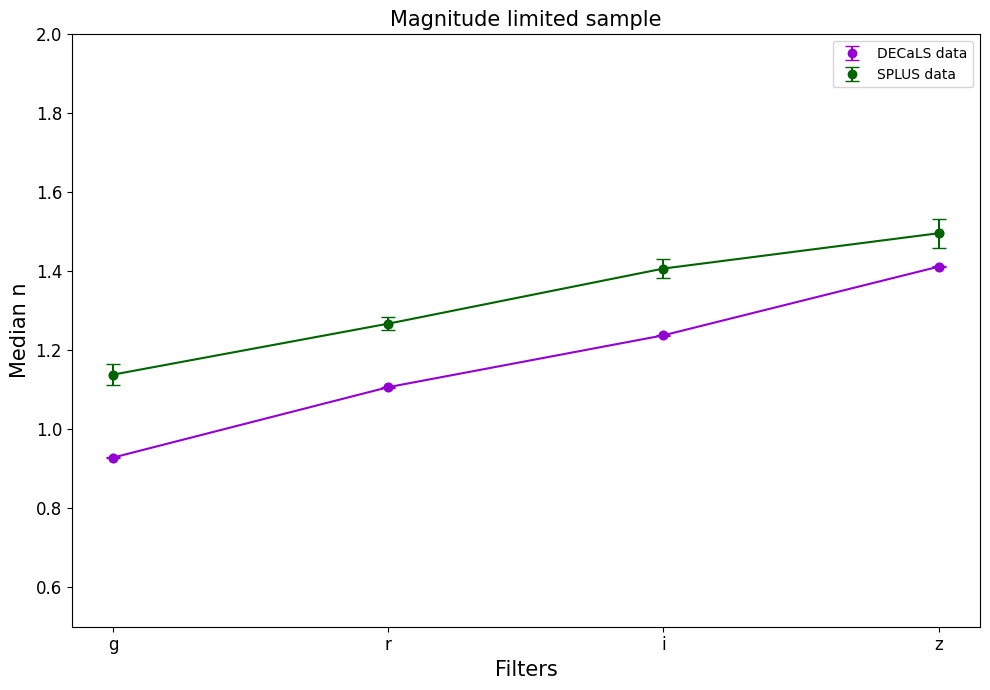 Magnitude limited sample
DECaLS data
SPLUS data
Median n
2.0
1.8
1.6
1.4
1.2
1.0
0.8
0.6
g r i z
Filters